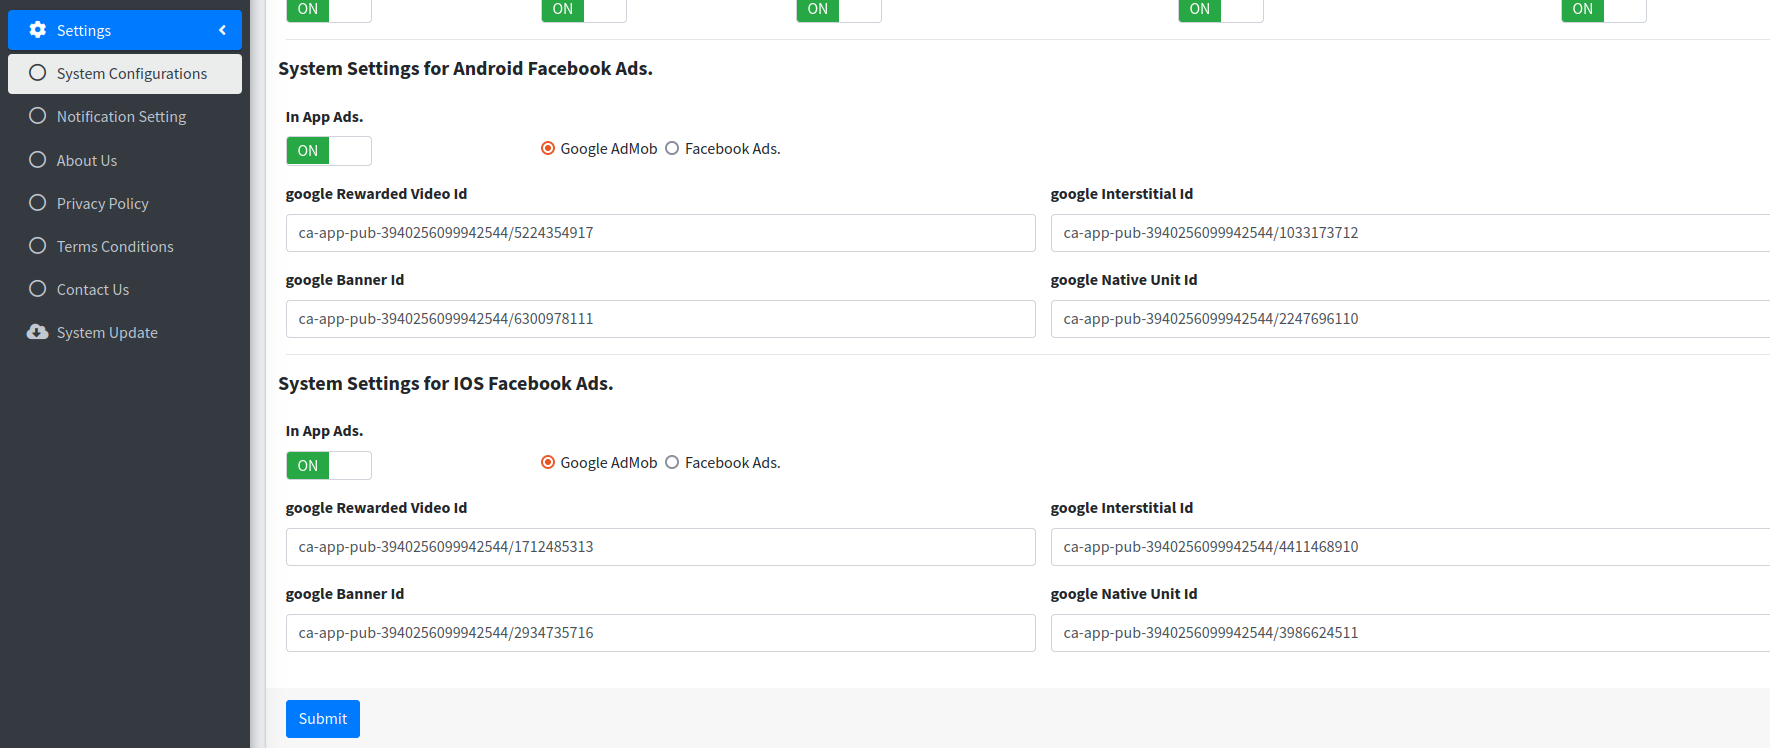 Settings
System Configurations
Notification Setting
About Us
Privacy Policy
Terms Conditions
Contact Us
System Update
ON ON ON ON ON
System Settings for Android Facebook Ads.
In App Ads.
ON Google AdMob Facebook Ads.
google Rewarded Video Id google Interstitial Id
ca-app-pub-3940256099942544/5224354917 ca-app-pub-3940256099942544/1033173712
google Banner Id google Native Unit Id
ca-app-pub-3940256099942544/6300978111 ca-app-pub-3940256099942544/2247696110
System Settings for IOS Facebook Ads.
In App Ads.
ON Google AdMob Facebook Ads.
google Rewarded Video Id google Interstitial Id
ca-app-pub-3940256099942544/1712485313 ca-app-pub-3940256099942544/4411468910
google Banner Id google Native Unit Id
ca-app-pub-3940256099942544/2934735716 ca-app-pub-3940256099942544/3986624511
Submit